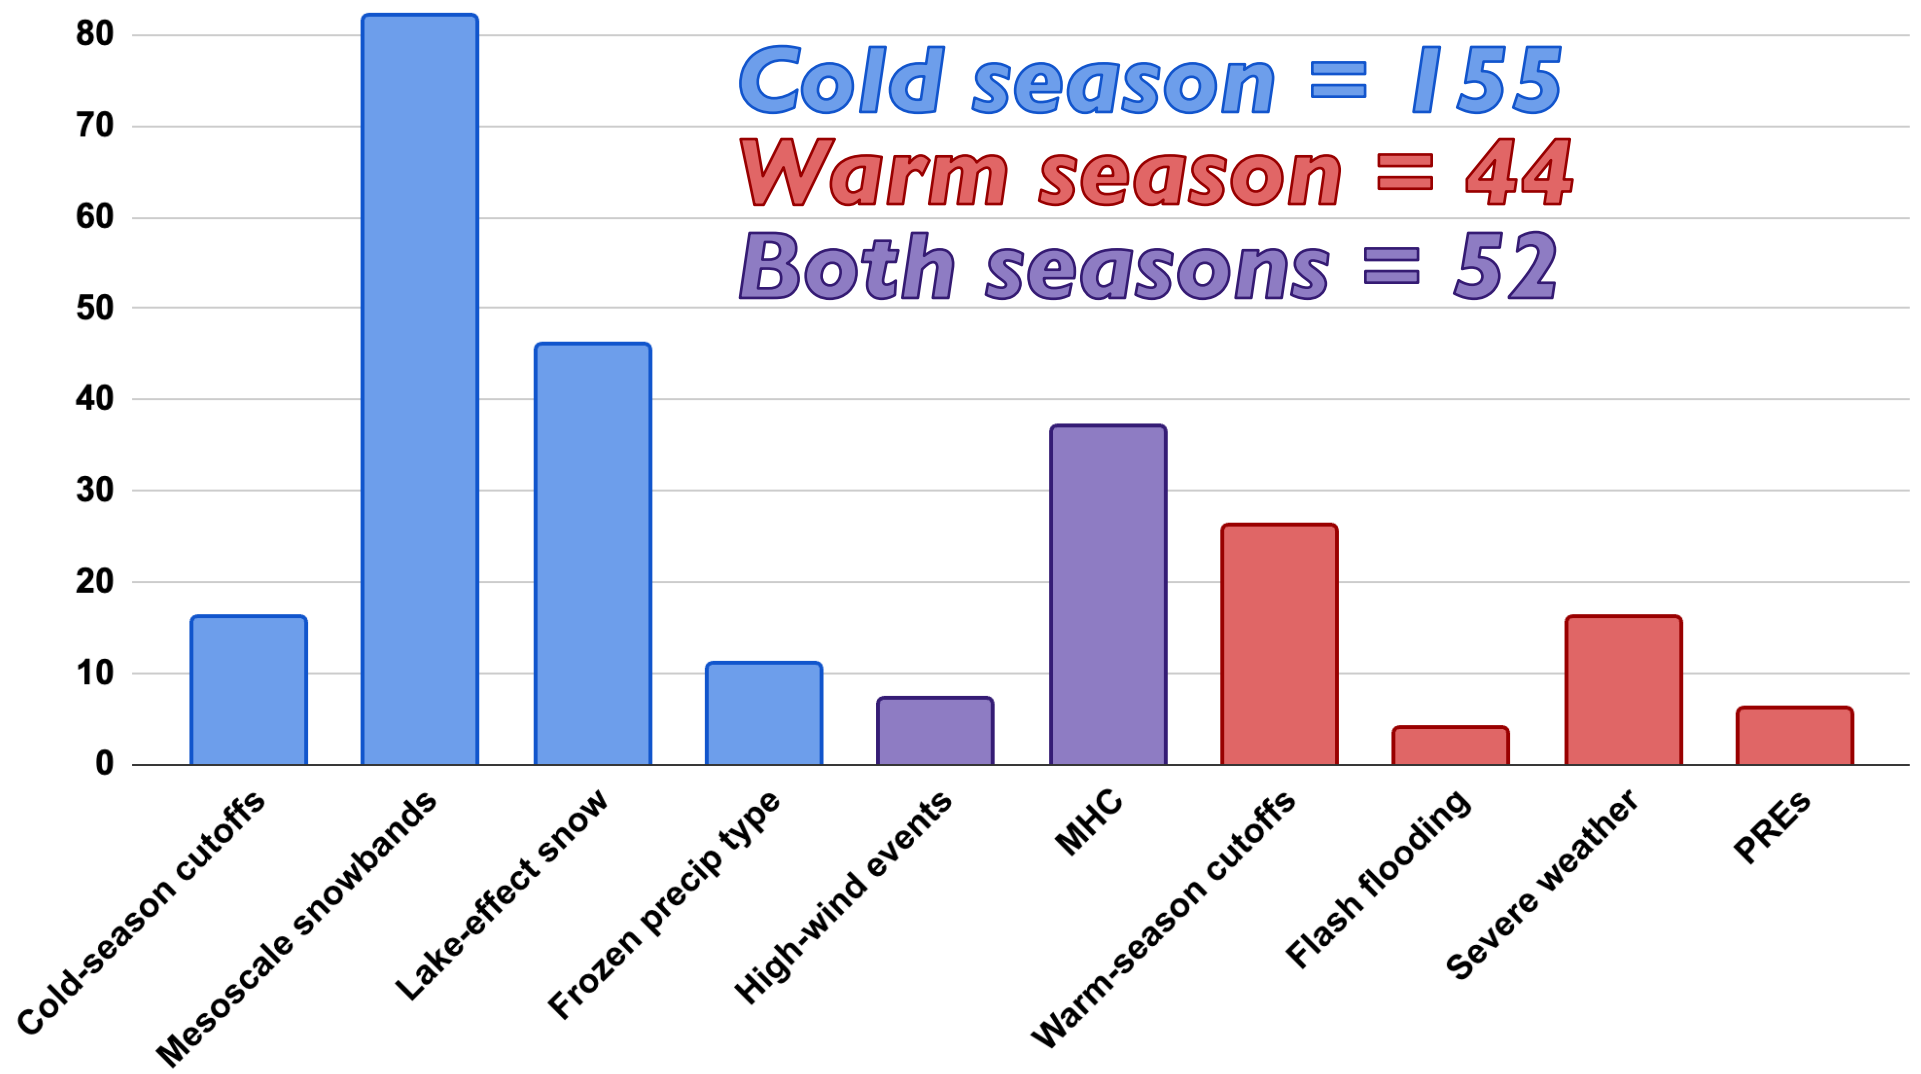 80
70
60
50
40
30
20
10
0
Cold season = 155
Warm season = 44
Both seasons = 52
Cold-season cutoffs
Mesoscale snowbands
Lake-effect snow
Frozen precip type
High-wind events
MHC
Warm-season cutoffs
Flash flooding
Severe weather
PREs